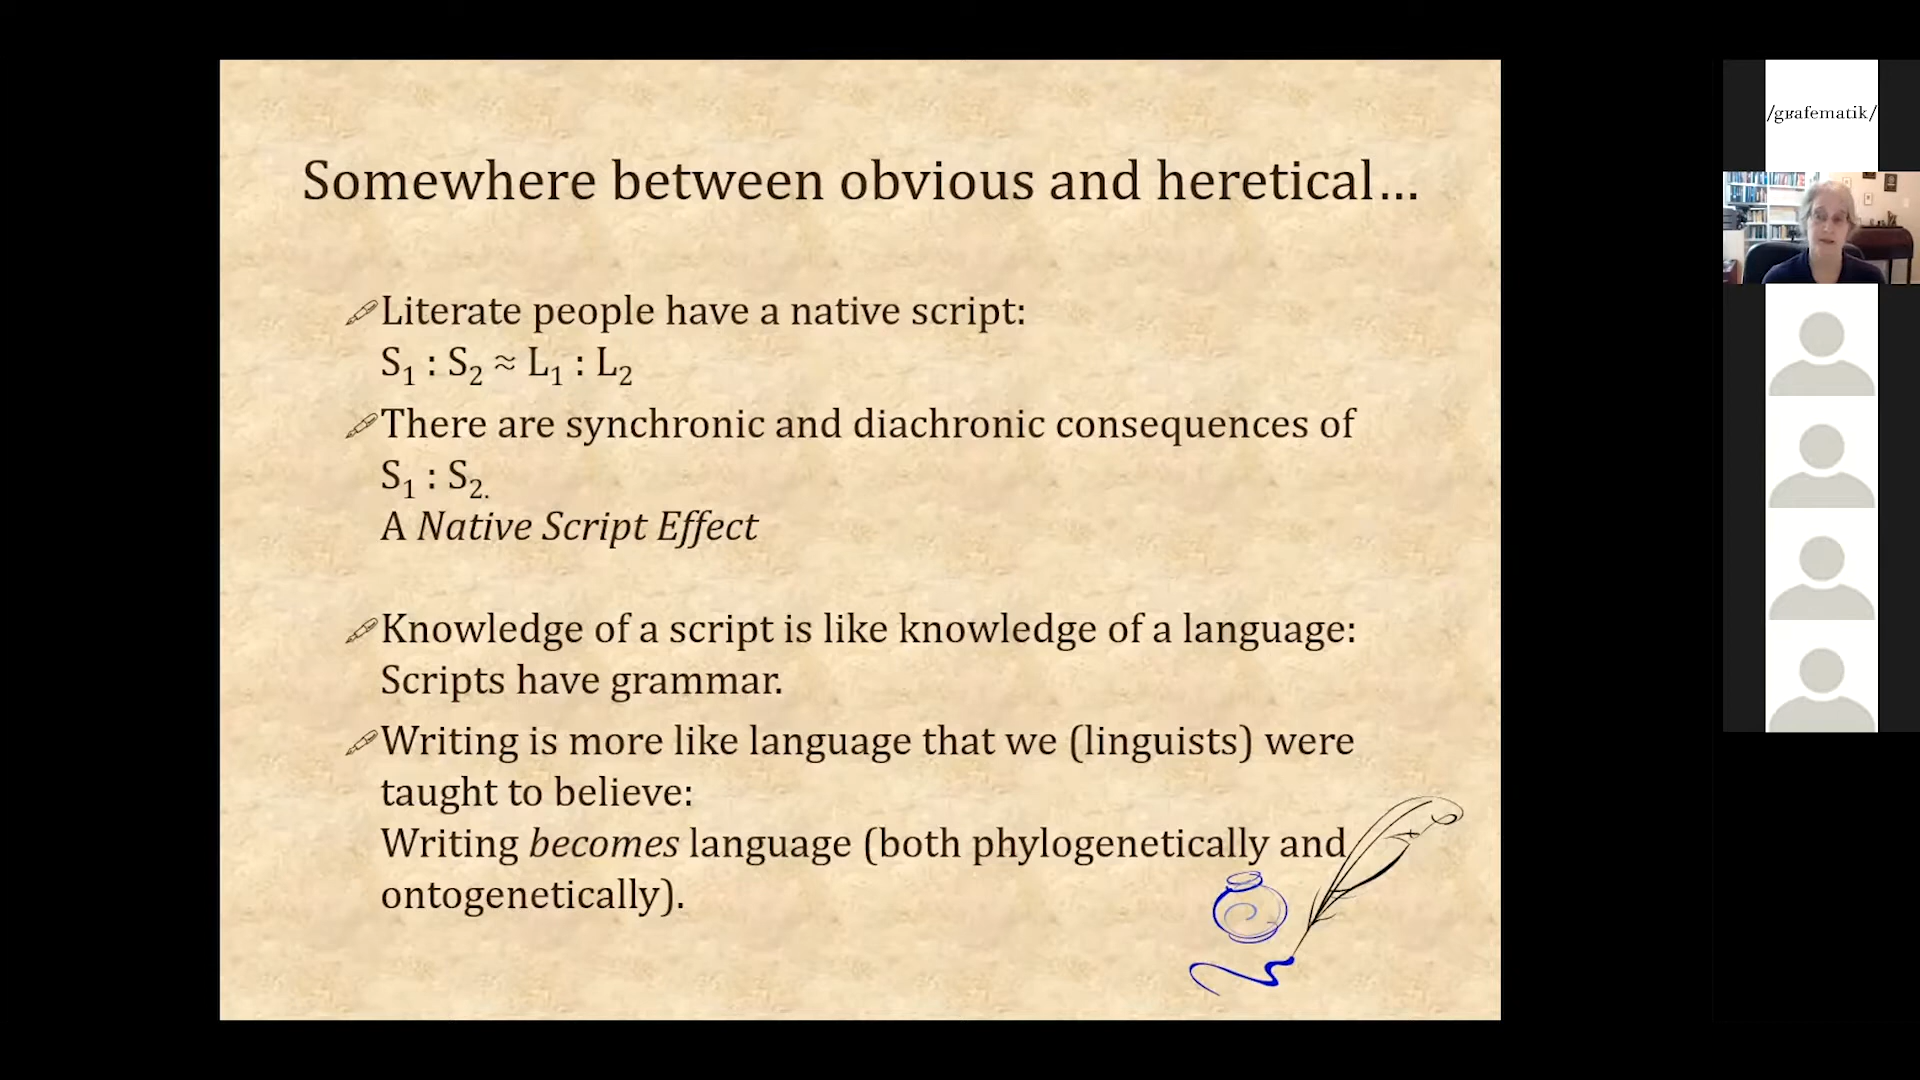 Somewhere between obvious and heretical…
Literate people have a native script:
S₁ : S₂ ≈ L₁ : L₂
There are synchronic and diachronic consequences of
S₁ : S₂.
A Native Script Effect
Knowledge of a script is like knowledge of a language:
Scripts have grammar.
Writing is more like language that we (linguists) were
taught to believe:
Writing becomes language (both phylogenetically and
ontogenetically).
/gʁafematik/